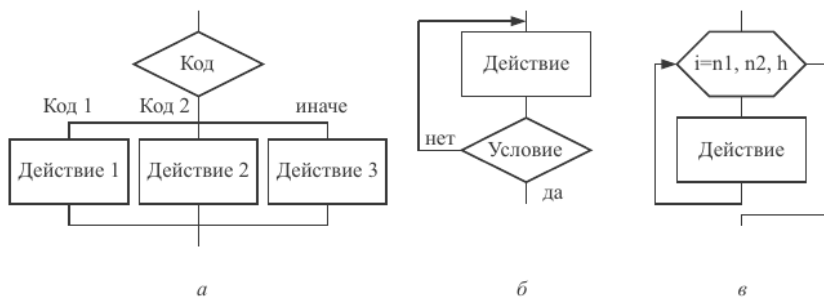 Код
Код 1
Код 2
иначе
Действие 1
Действие 2
Действие 3
а
Действие
нет
Условие
да
б
i=n1, n2, h
Действие
в